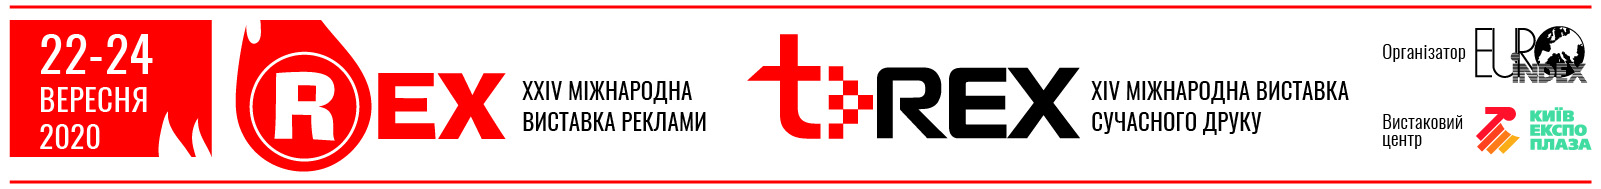 22-24
ВЕРЕСНЯ
2020
REX
XXIV МІЖНАРОДНА
ВИСТАВКА РЕКЛАМИ
t:REX
XIV МІЖНАРОДНА ВИСТАВКА
СУЧАСНОГО ДРУКУ
Організатор
EURO
INDEX
Вистаковий
центр
КИЇВ
ЕКСПО
ПЛАЗА